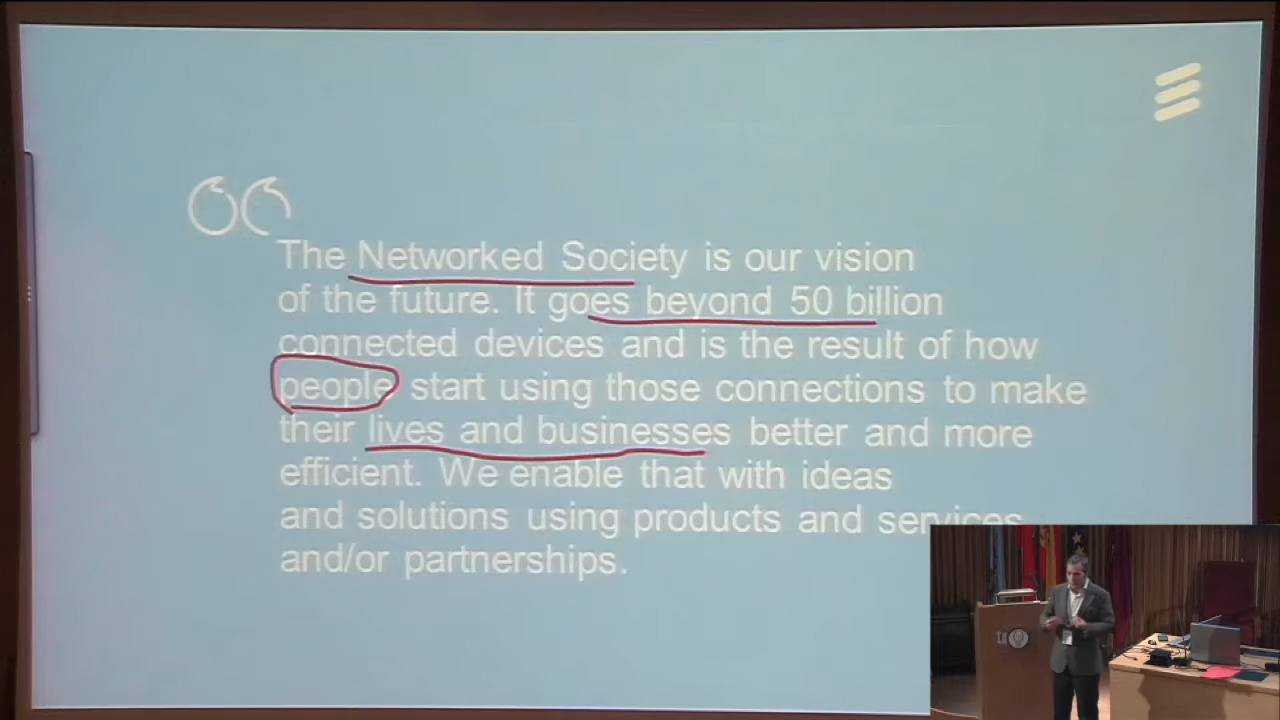 The Networked Society is our vision
of the future. It goes beyond 50 billion
connected devices and is the result of how
people start using those connections to make
their lives and businesses better and more
efficient. We enable that with ideas
and solutions using products and services
and/or partnerships.